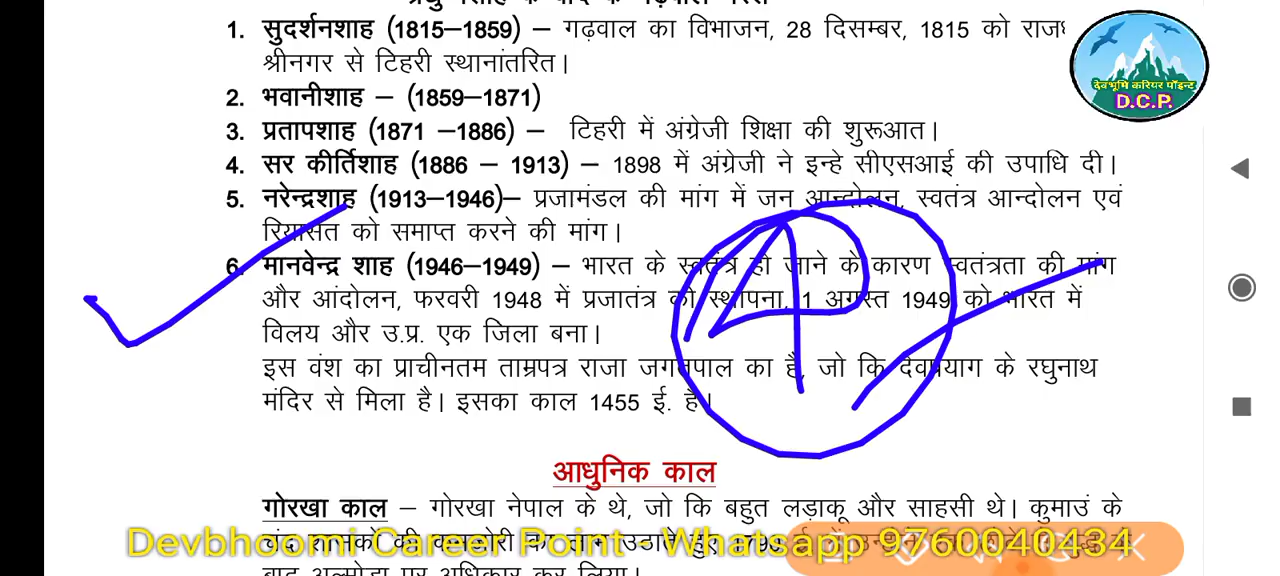 1. सुदर्शनशाह (1815–1859) – गढ़वाल का विभाजन, 28 दिसम्बर, 1815 को
श्रीनगर से टिहरी स्थानांतरित।
2. भवानीशाह – (1859–1871)
3. प्रतापशाह (1871 –1886) – टिहरी में अंग्रेजी शिक्षा की शुरूआत।
4. सर कीर्तिशाह (1886 – 1913) – 1898 में अंग्रेजी ने इन्हे सीएसआई की उपाधि दी।
5. नरेन्द्रशाह (1913–1946)– प्रजामंडल की मांग में जन आन्दोलन, स्वतंत्र आन्दोलन एवं
रियासत को समाप्त करने की मांग।
6. मानवेन्द्र शाह (1946–1949) – भारत के स्वतंत्र हो जाने के कारण स्वतंत्रता की मांग
और आंदोलन, फरवरी 1948 में प्रजातंत्र की स्थापना, 1 अगस्त 1949 को भारत में
विलय और उ.प्र. एक जिला बना।
इस वंश का प्राचीनतम ताम्रपत्र राजा जगतपाल का है, जो कि देवप्रयाग के रघुनाथ
मंदिर से मिला है। इसका काल 1455 ई. है।
आधुनिक काल
गोरखा काल – गोरखा नेपाल के थे, जो कि बहुत लड़ाकू और साहसी थे। कुमाउं के
देवभूमि करियर पॉइन्ट
D.C.P.
Devbhoomi Career Point - Whatsapp 9760040434